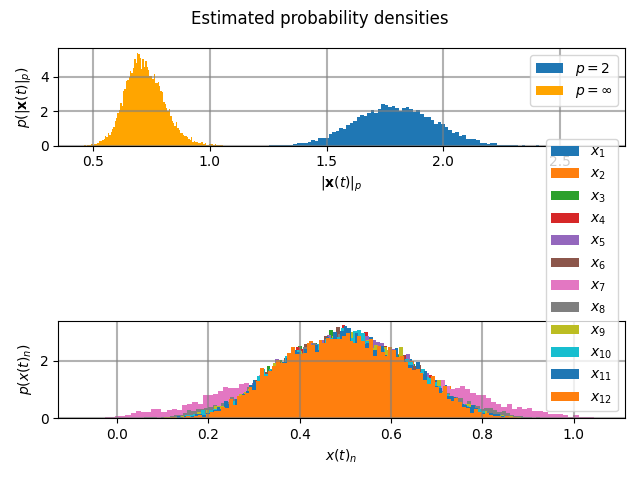 Estimated probability densities
p(|x(t)|_p)
4
2
0
p = 2
p = ∞
0.5 1.0 1.5 2.0 2.5
|x(t)|_p
x_1
x_2
x_3
x_4
x_5
x_6
x_7
x_8
x_9
x_10
x_11
x_12
p(x(t)_n)
2
0
0.0 0.2 0.4 0.6 0.8 1.0
x(t)_n